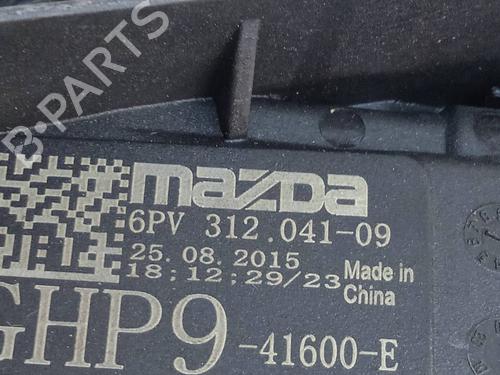 B-PARTS
mazda
6PV 312.041-09
25.08.2015
18:12:29/23
Made in
China
GHP9-41600-E